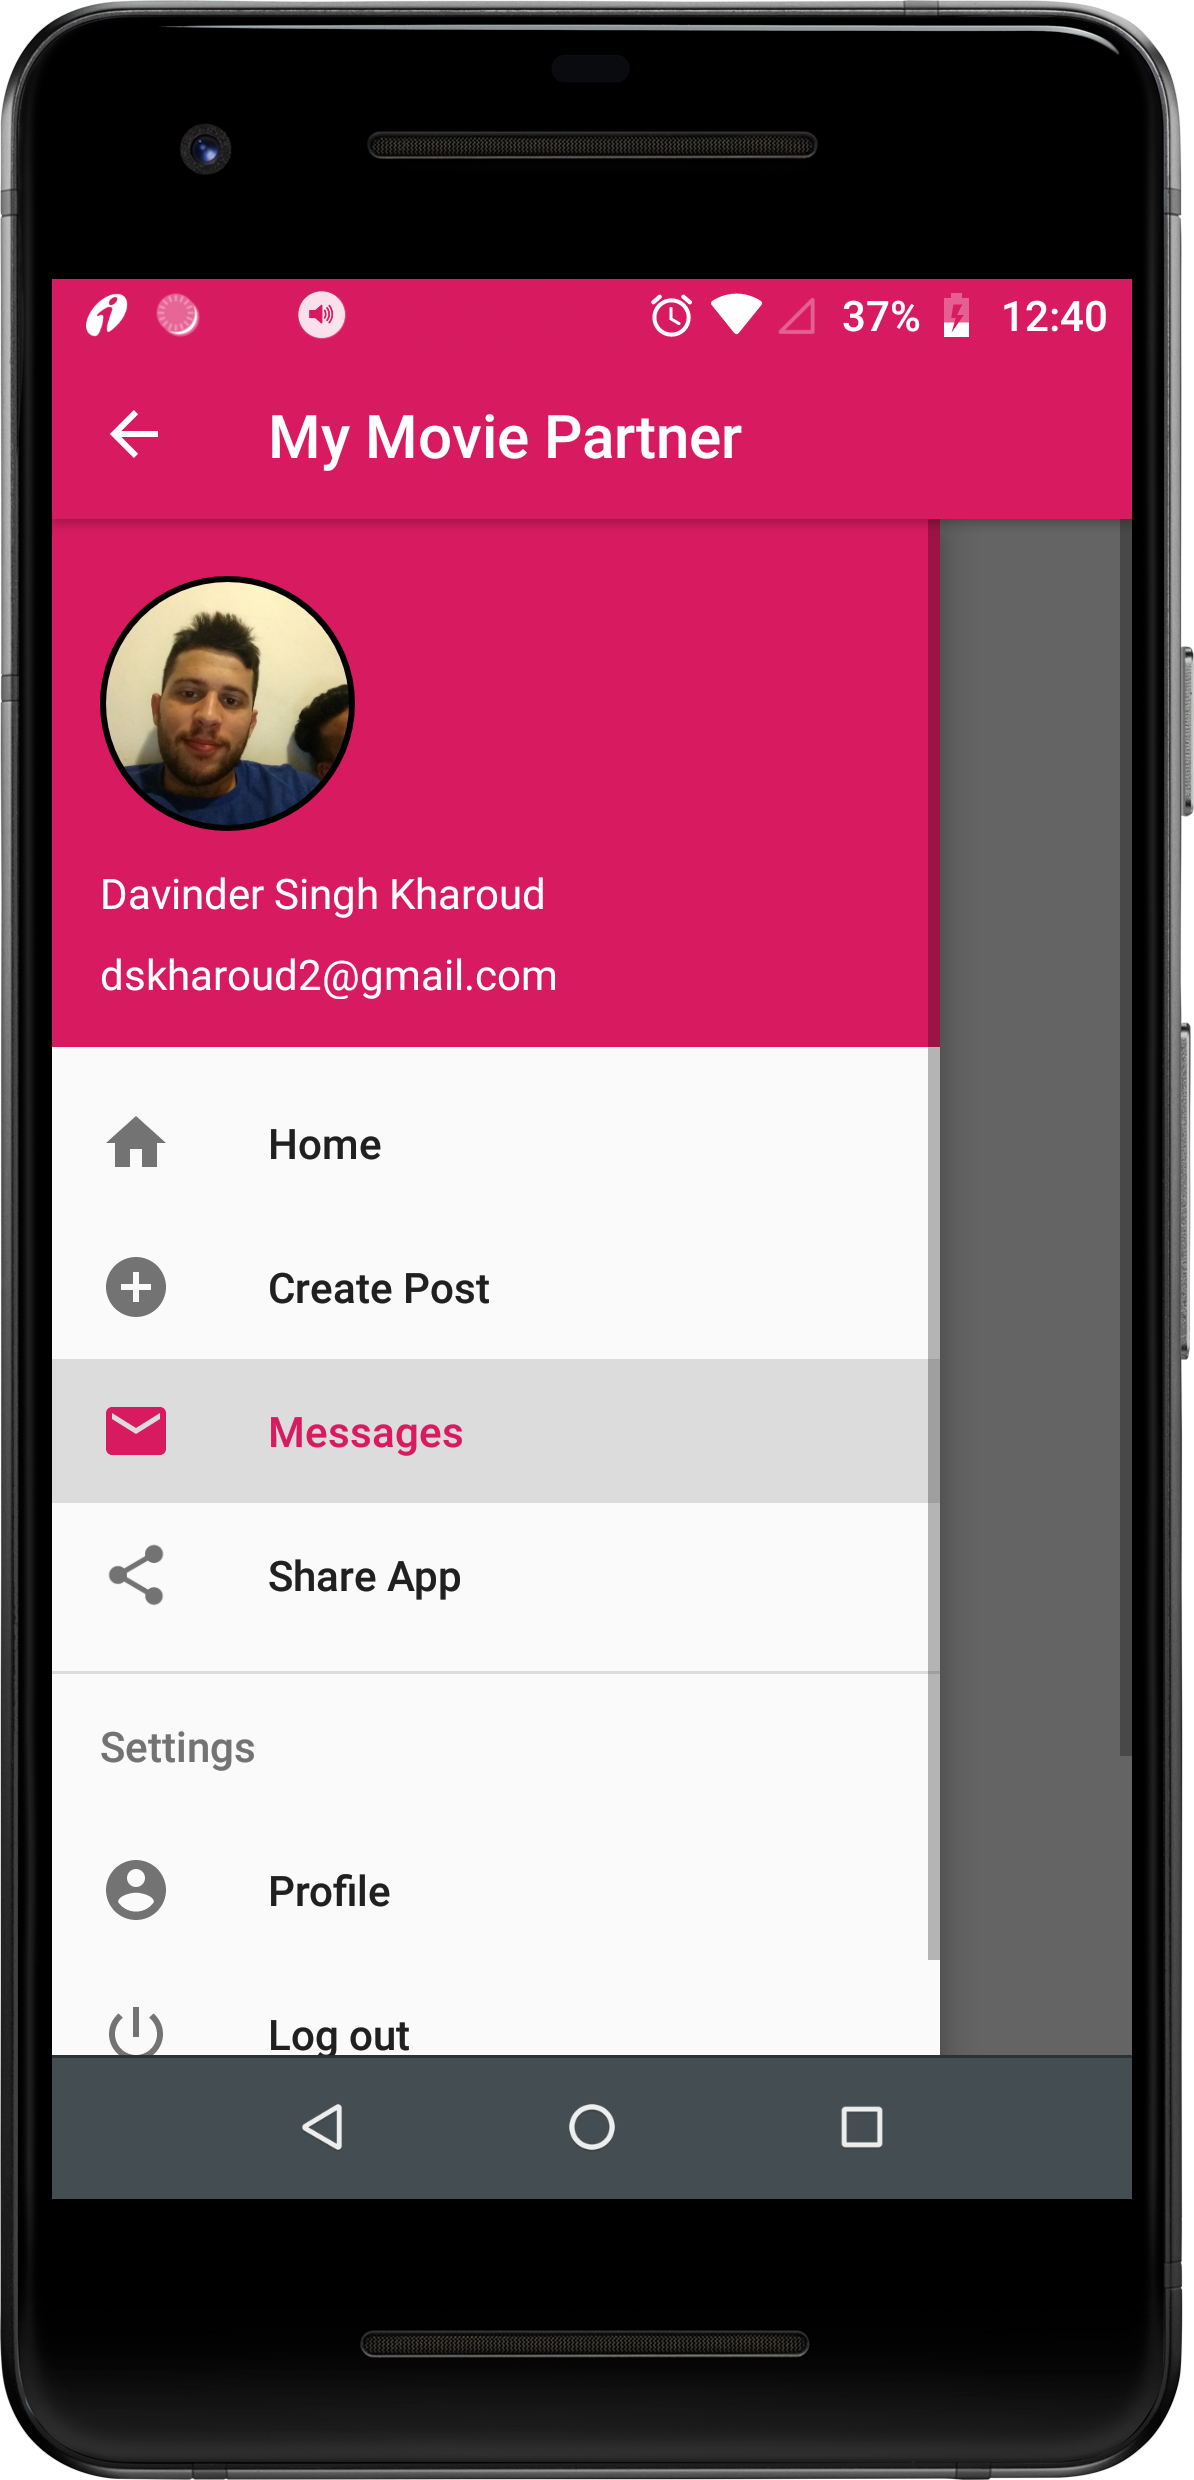 37% 12:40
My Movie Partner
Davinder Singh Kharoud
dskharoud2@gmail.com
Home
Create Post
Messages
Share App
Settings
Profile
Log out